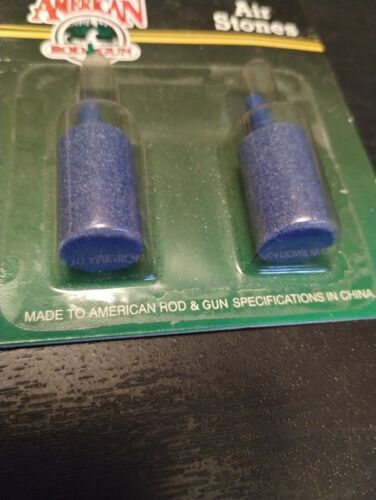 AMERICAN
ROD & GUN
Air
Stones
MADE TO AMERICAN ROD & GUN SPECIFICATIONS IN CHINA